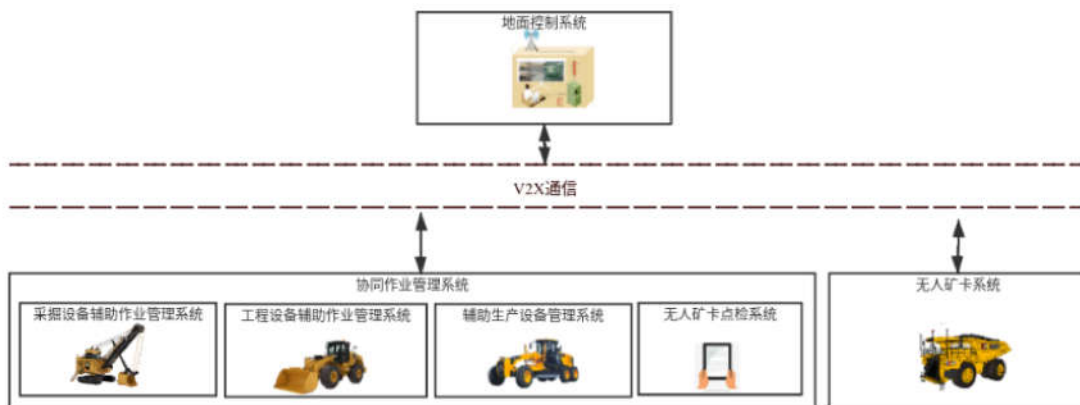 地面控制系统
V2X通信
协同作业管理系统
无人矿卡系统
采掘设备辅助作业管理系统
工程设备辅助作业管理系统
辅助生产设备管理系统
无人矿卡点检系统